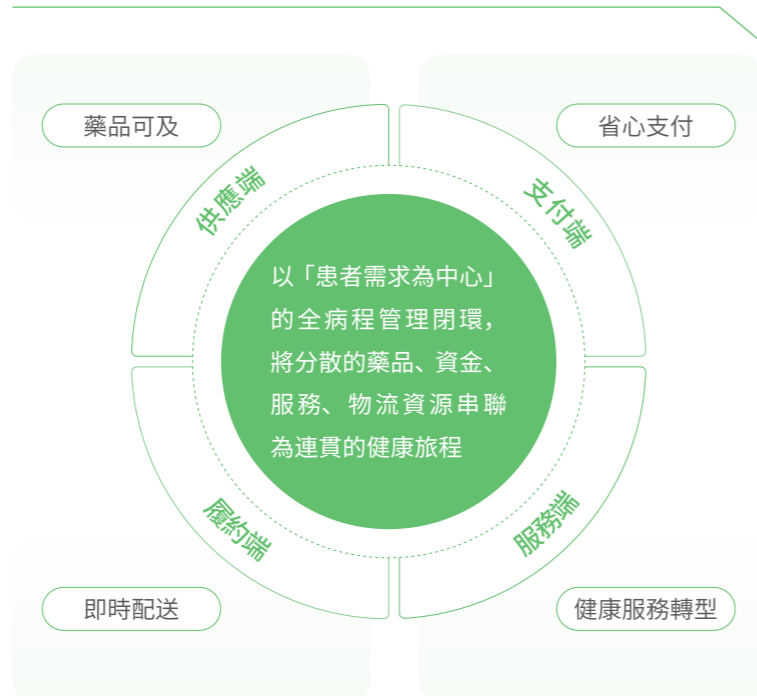 藥品可及
省心支付
供應端
支付端
以「患者需求為中心」
的全病程管理閉環，
將分散的藥品、資金、
服務、物流資源串聯
為連貫的健康旅程
履約端
服務端
即時配送
健康服務轉型